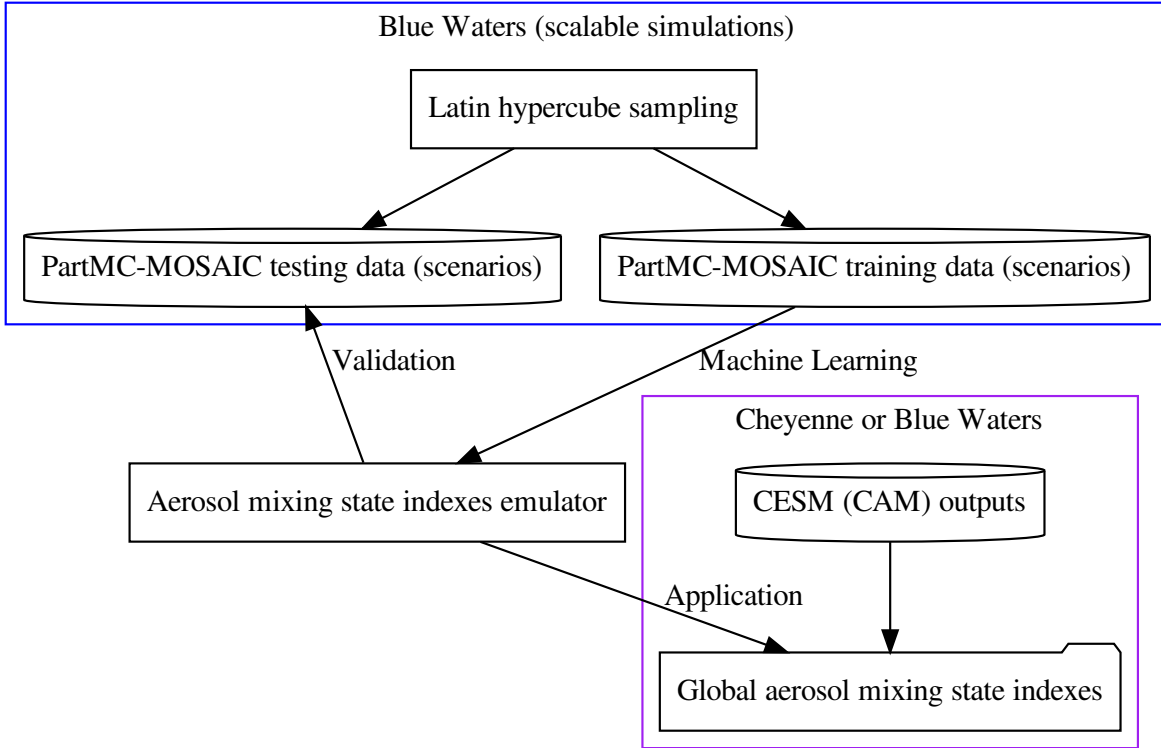 Blue Waters (scalable simulations)
Latin hypercube sampling
PartMC-MOSAIC testing data (scenarios)
PartMC-MOSAIC training data (scenarios)
Validation
Machine Learning
Cheyenne or Blue Waters
Aerosol mixing state indexes emulator
CESM (CAM) outputs
Application
Global aerosol mixing state indexes